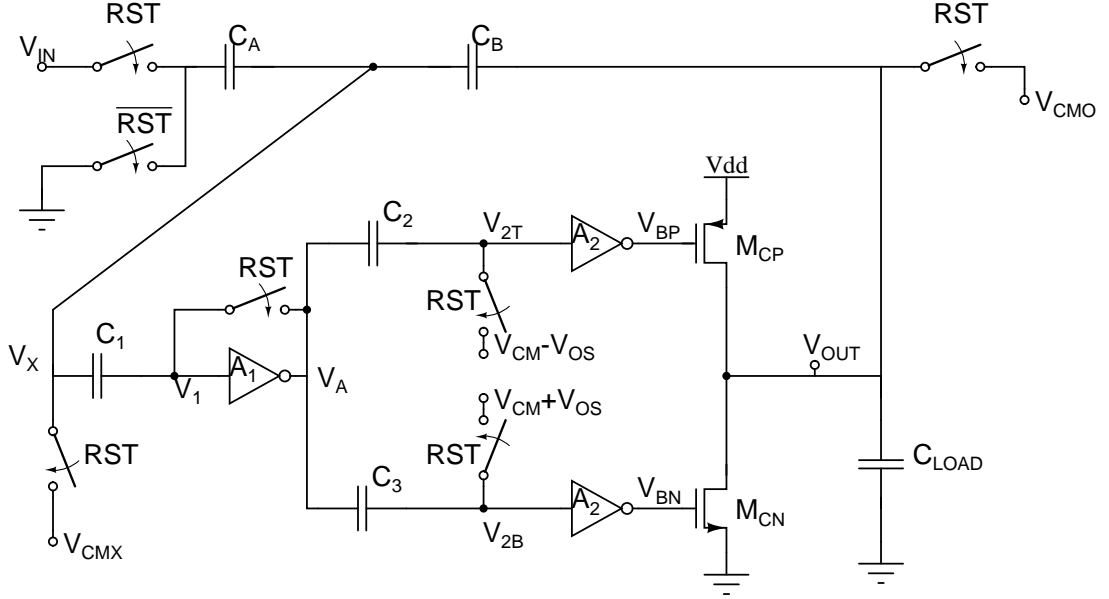 RST
RST
V_IN
C_A
C_B
V_CMO
RST
Vdd
C_2
V_2T
A_2
V_BP
M_CP
RST
RST
C_1
V_CM-V_OS
V_OUT
V_X
A_1
V_1
V_A
V_CM+V_OS
RST
RST
C_LOAD
C_3
A_2
V_BN
M_CN
V_2B
V_CMX